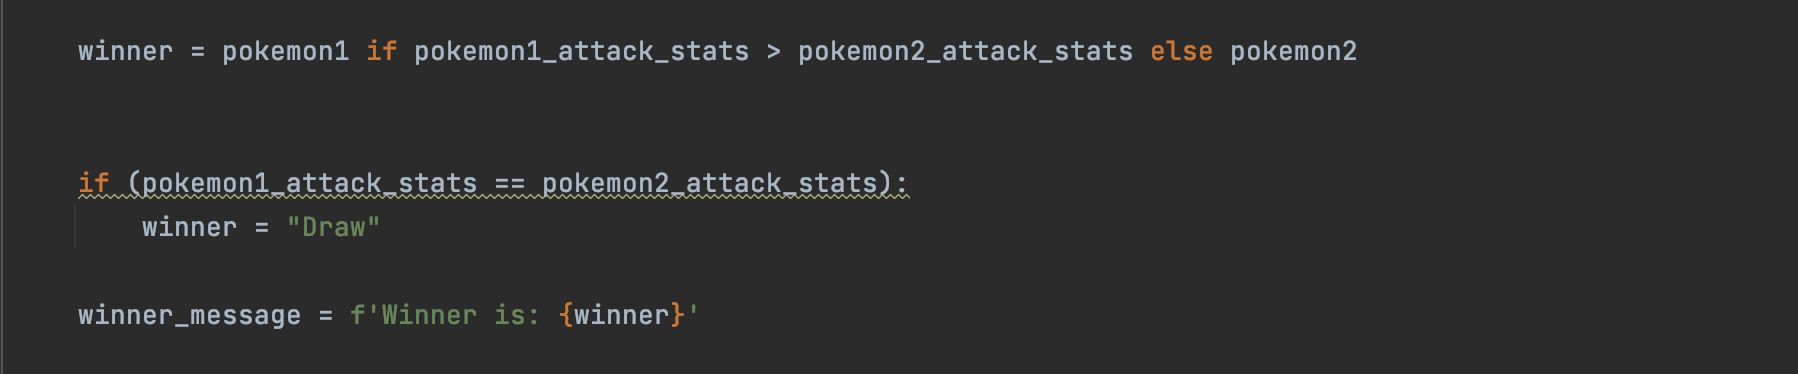 winner = pokemon1 if pokemon1_attack_stats > pokemon2_attack_stats else pokemon2
if (pokemon1_attack_stats == pokemon2_attack_stats):
winner = "Draw"
winner_message = f'Winner is: {winner}'